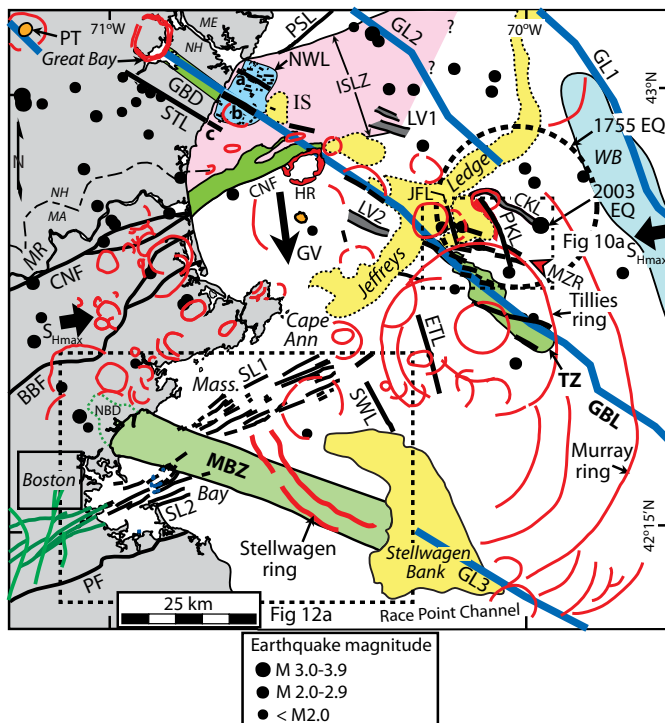 71° W
70° W
ME
NH
PSL
GL2
?
?
GL1
PT
Great Bay
NWL
a
ISLZ
43° N
GBD
b
IS
STL
c
LV1
1755 EQ
WB
N
NH
MA
CNF
HR
JFL
Ledge
CKL
2003 EQ
PKL
Fig 10a
MR
CNF
GV
LV2
SHmax
MZR
Jeffreys
Tillies ring
SHmax
Cape Ann
ETL
TZ
BBF
Mass.
SL1
SWL
GBL
NBD
MBZ
Murray ring
Boston
Bay
SL2
Stellwagen ring
Stellwagen Bank
42° 15' N
PF
GL3
25 km
Fig 12a
Race Point Channel
Earthquake magnitude
M 3.0-3.9
M 2.0-2.9
< M2.0